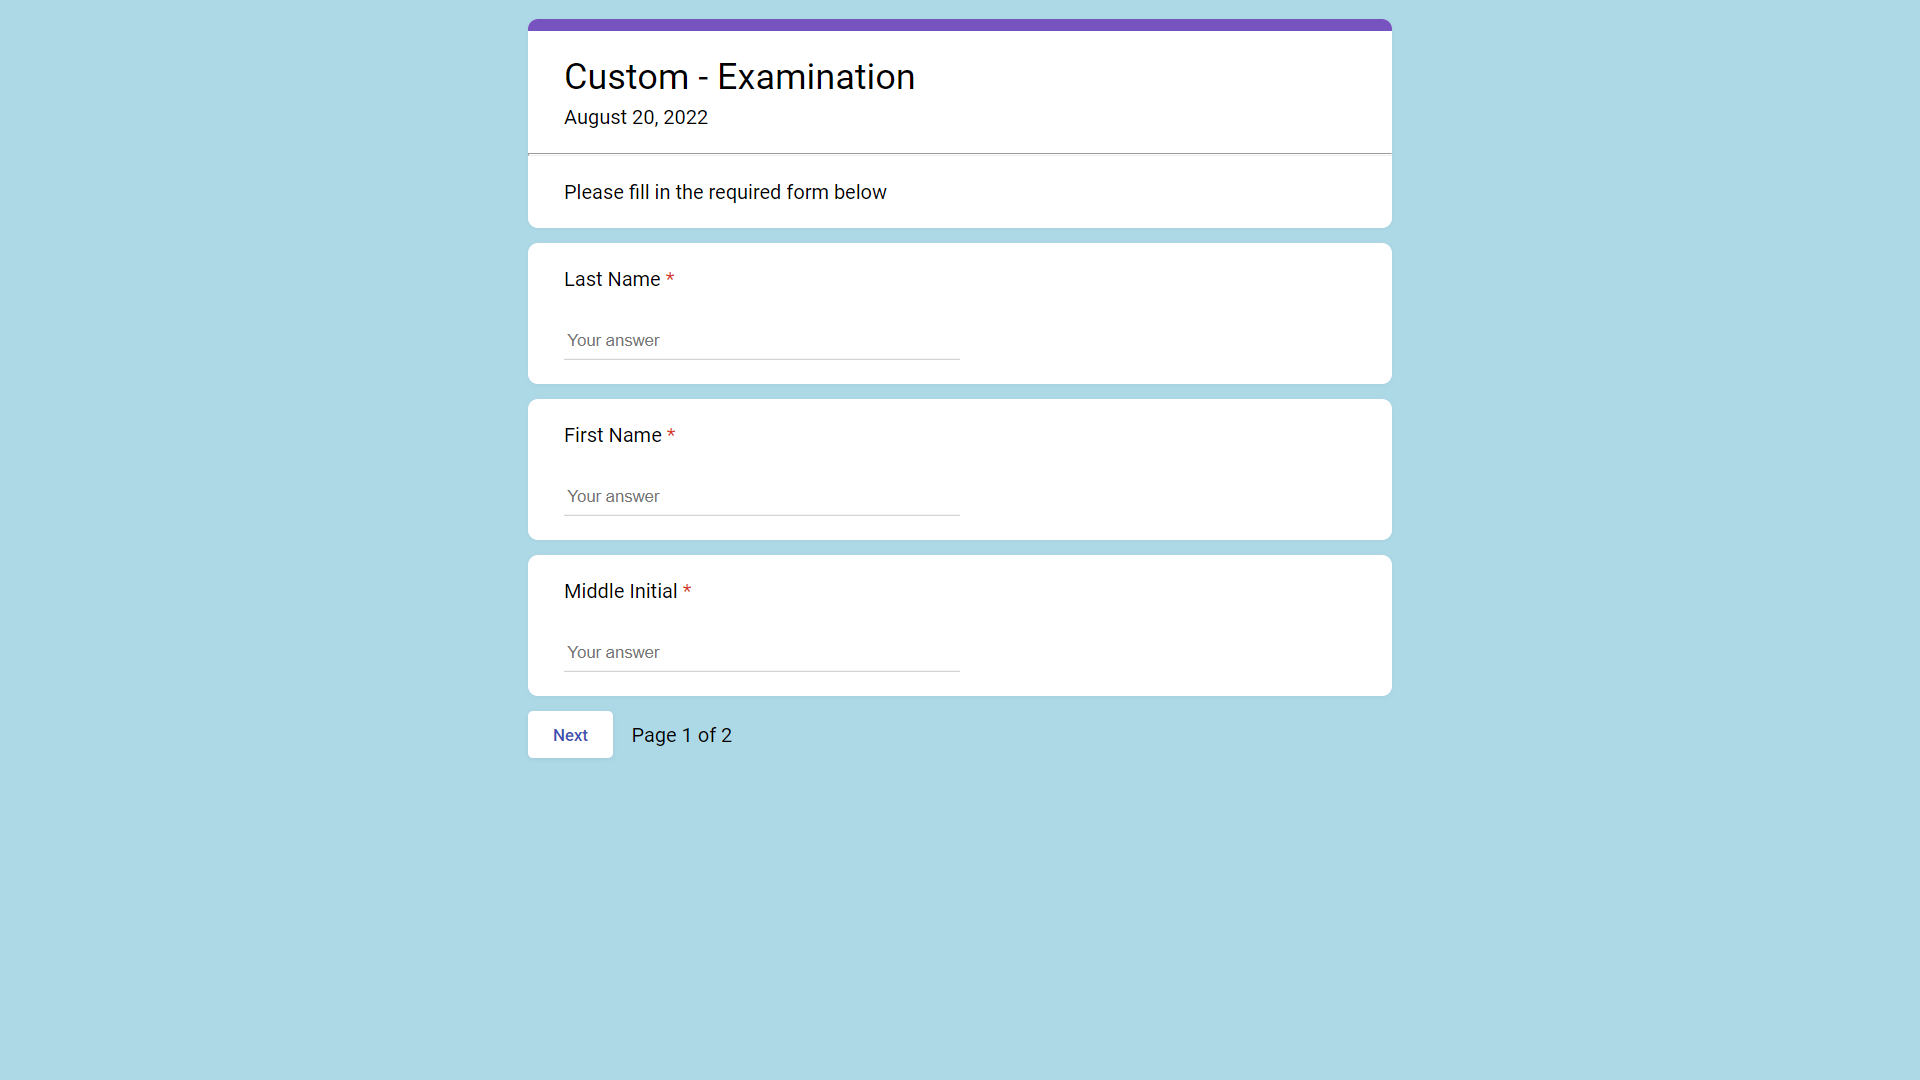 Custom - Examination
August 20, 2022
Please fill in the required form below
Last Name *
Your answer
First Name *
Your answer
Middle Initial *
Your answer
Next Page 1 of 2